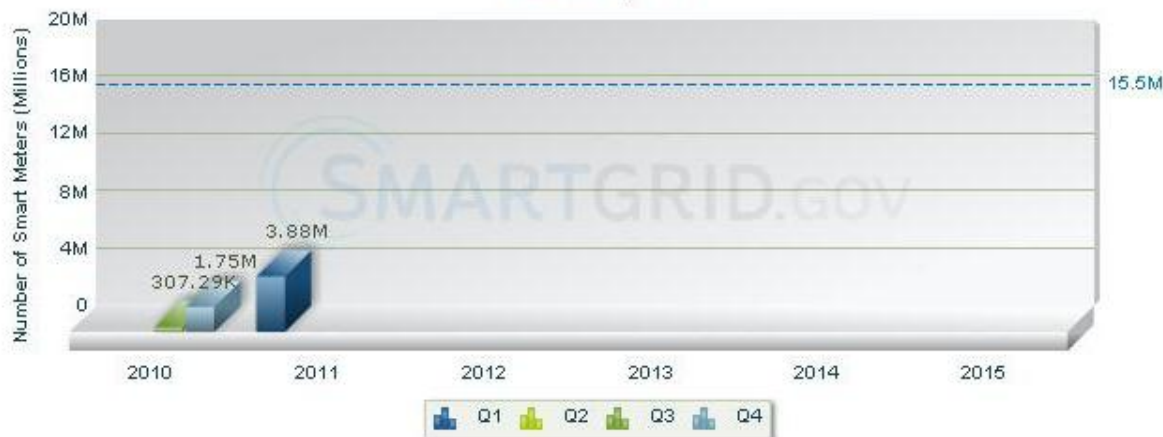 Number of Smart Meters (Millions)
20M
16M
15.5M
12M
8M
4M
0
SMARTGRID.GOV
3.88M
1.75M
307.29K
2010 2011 2012 2013 2014 2015
Q1 Q2 Q3 Q4